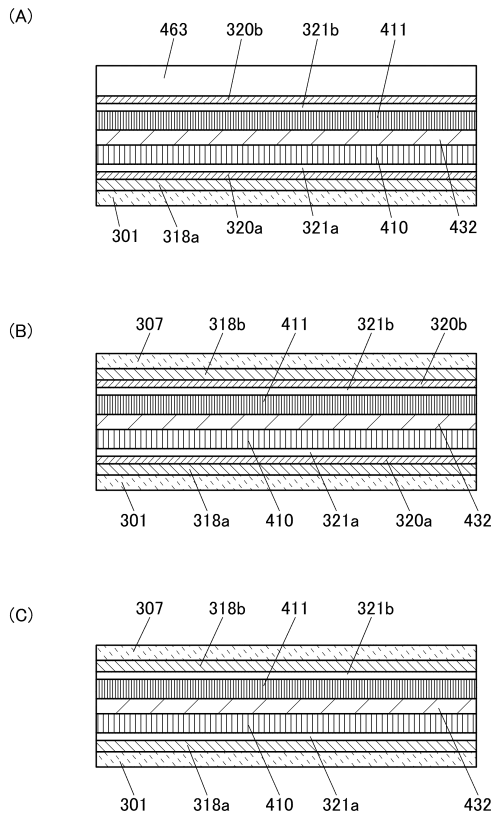 (A)
463 320b 321b 411
301 318a 320a 321a 410 432
(B)
307 318b 411 321b 320b
301 318a 410 321a 320a 432
(C)
307 318b 411 321b
301 318a 410 321a 432